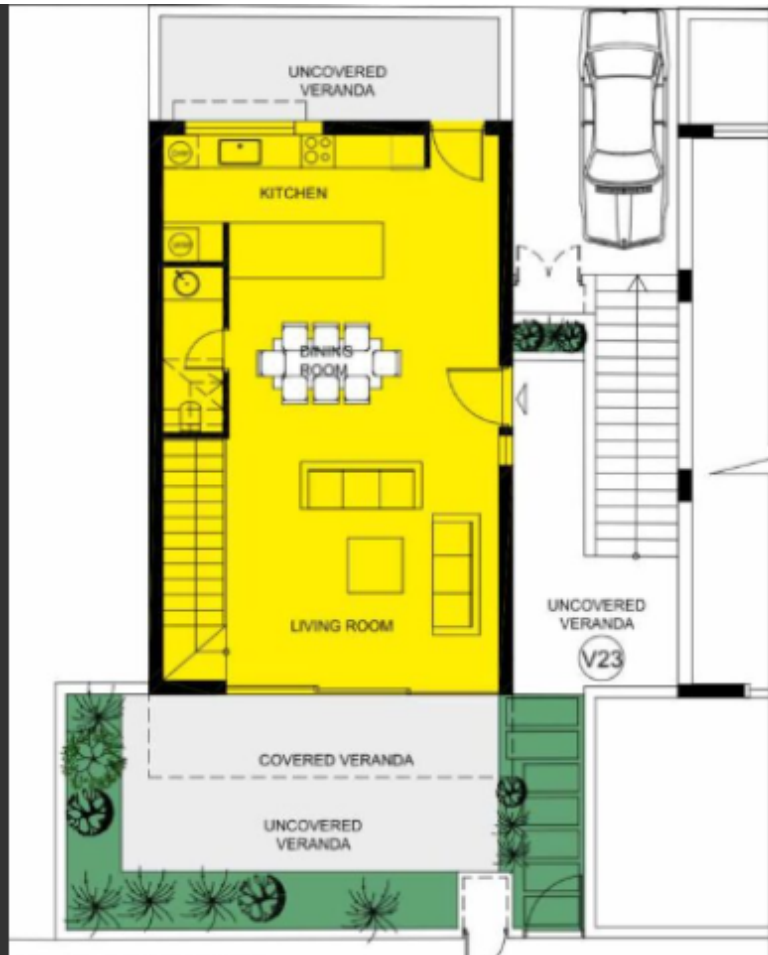 UNCOVERED
VERANDA
KITCHEN
DINING
ROOM
LIVING ROOM
UNCOVERED
VERANDA
V23
COVERED VERANDA
UNCOVERED
VERANDA